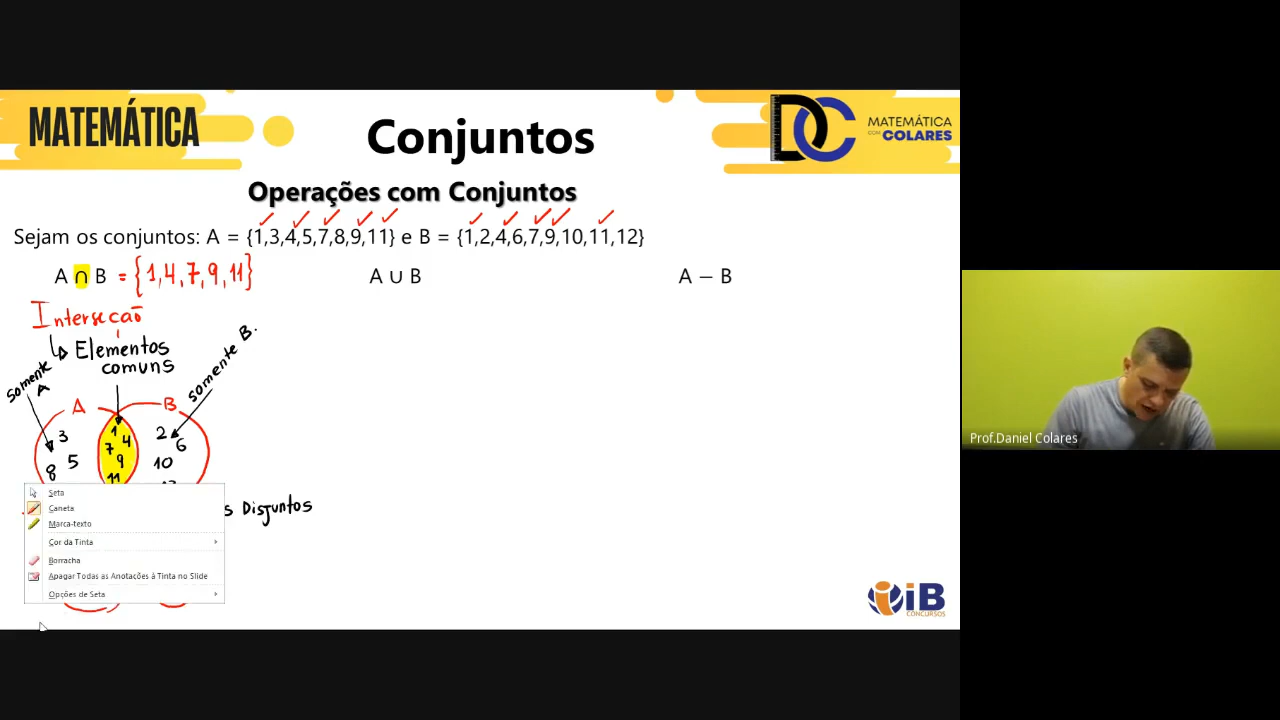 MATEMÁTICA
Conjuntos
MATEMÁTICA
COM COLARES
Operações com Conjuntos
Sejam os conjuntos: A = {1,3,4,5,7,8,9,11} e B = {1,2,4,6,7,9,10,11,12}
A ∩ B = {1,4,7,9,11}
A ∪ B
A − B
Interseção
Elementos
comuns
somente
A
somente B.
A
B
3
1
4
2
6
7
5
9
10
8
11
Disjuntos
Seta
Caneta
Marca-texto
Cor da Tinta
Borracha
Apagar Todas as Anotações à Tinta no Slide
Opções de Seta
iB
CONCURSOS
Prof.Daniel Colares